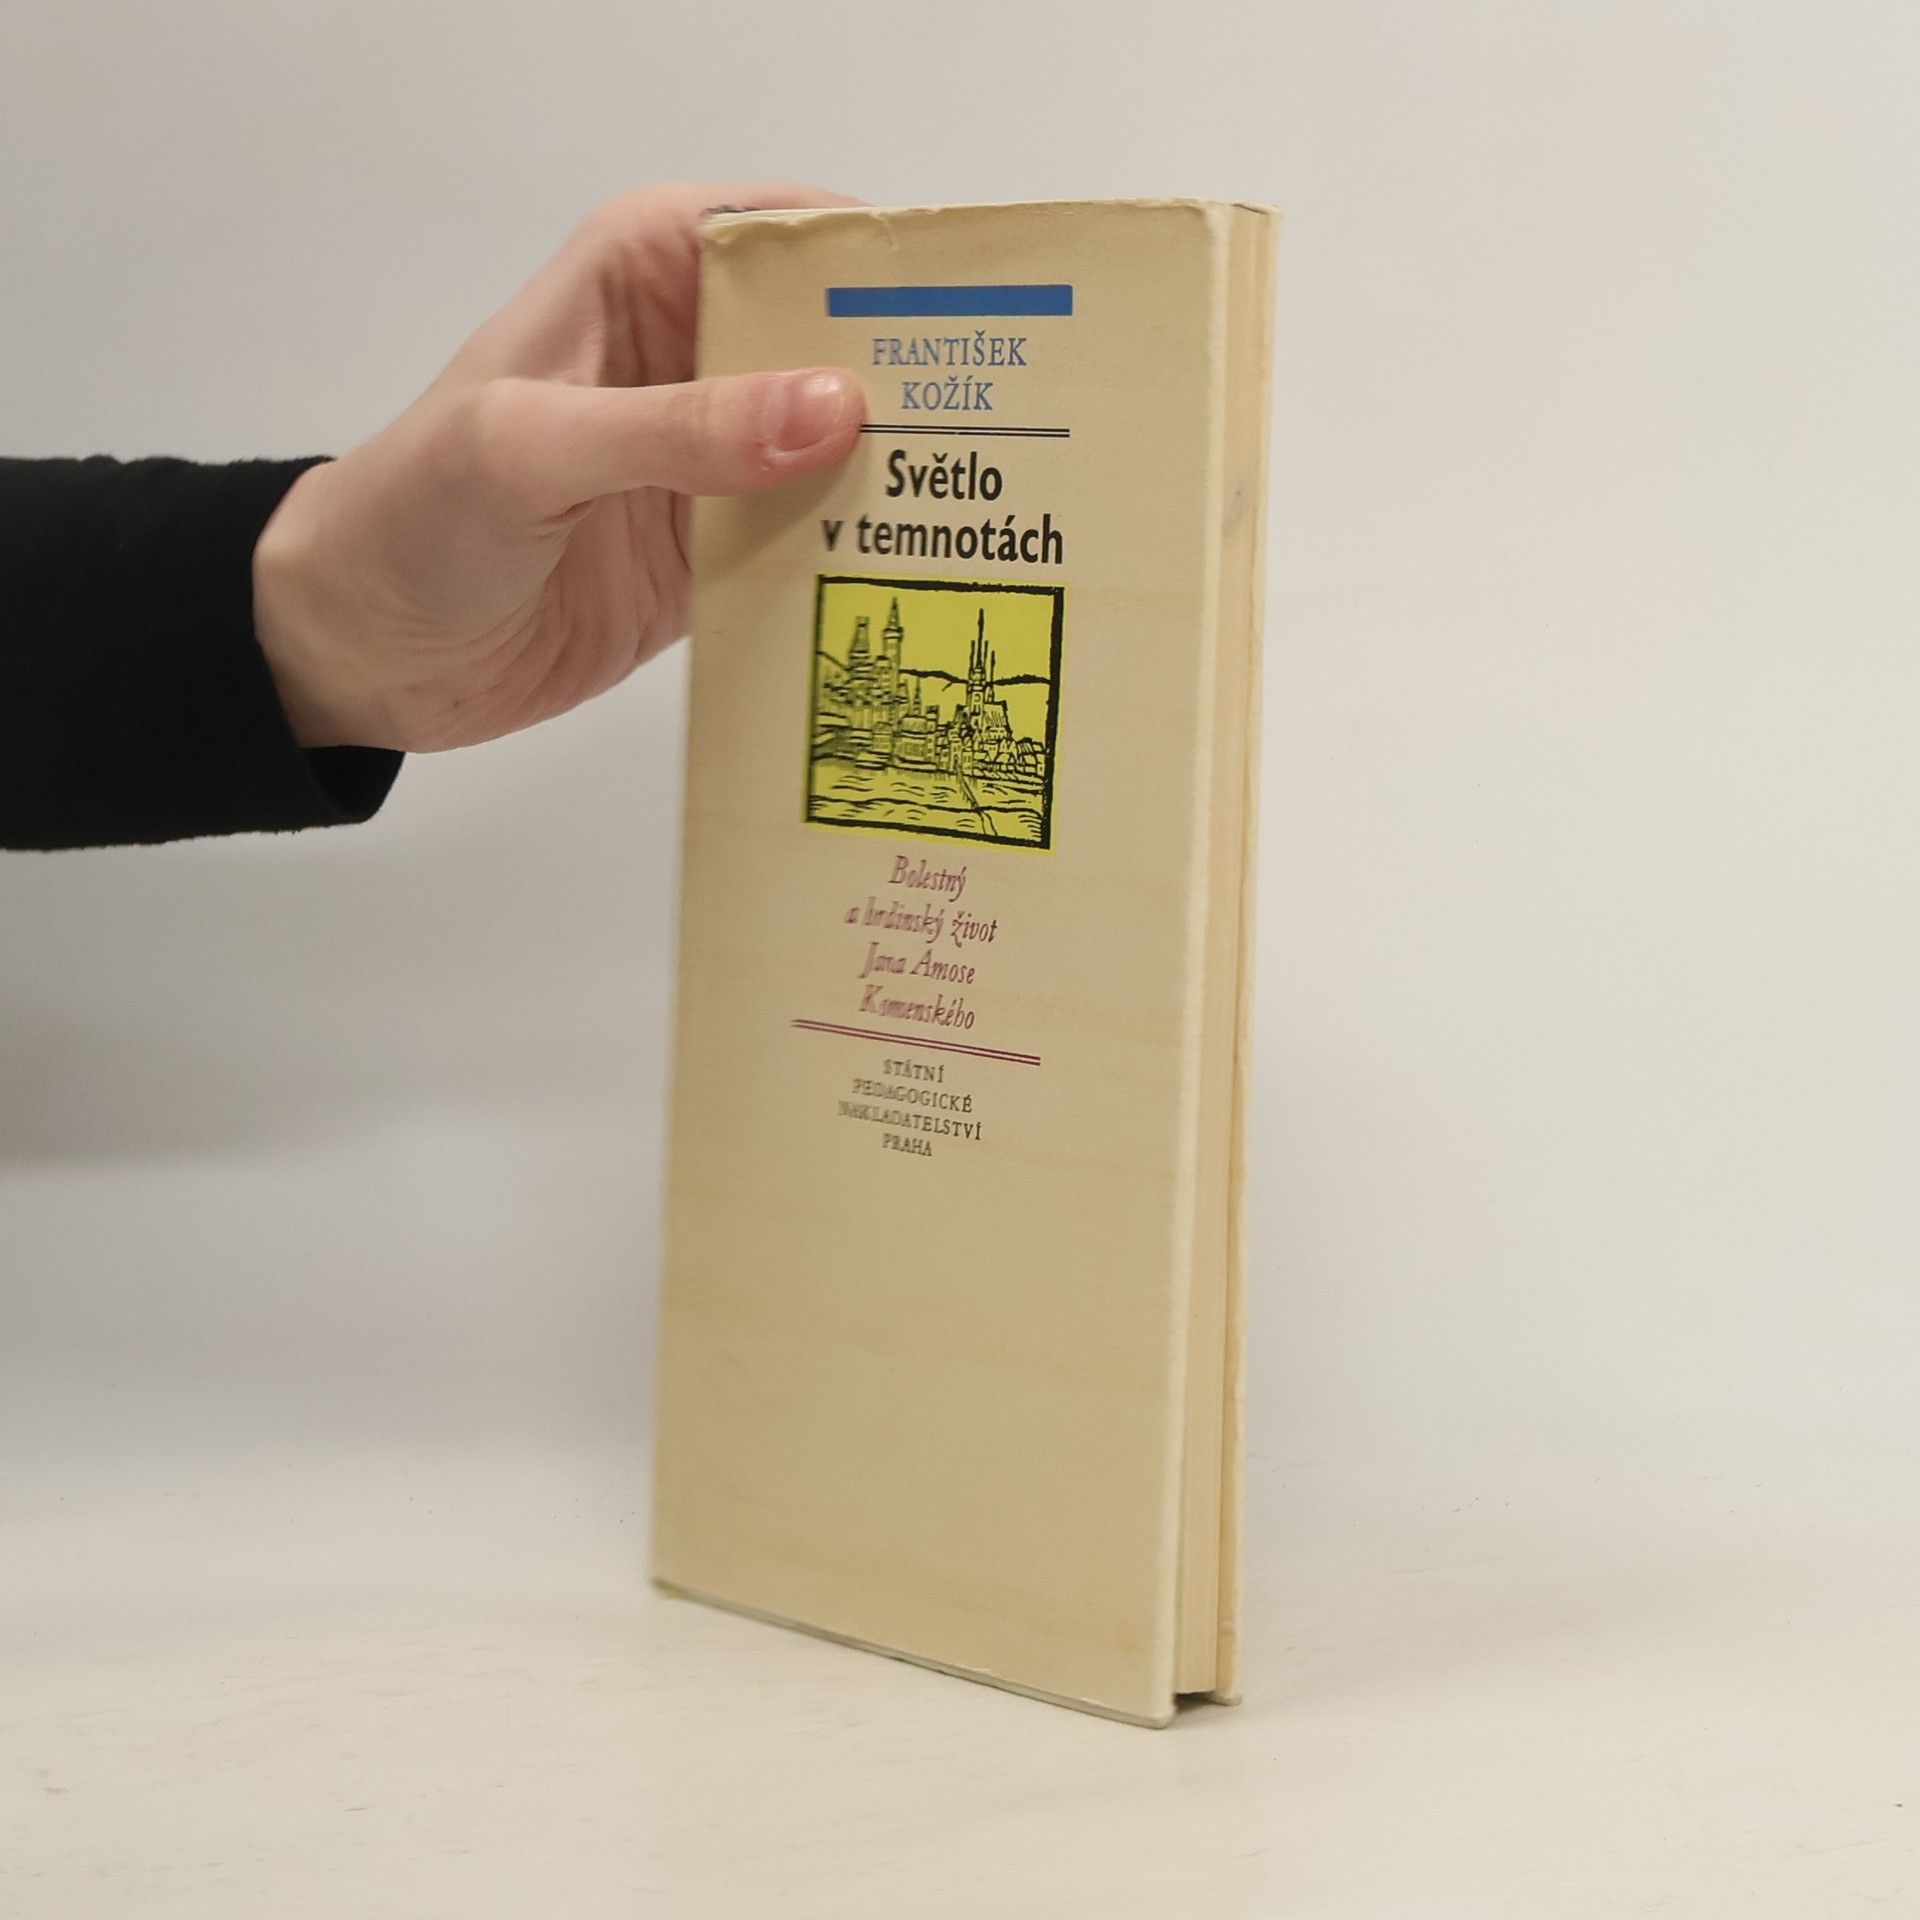 FRANTIŠEK
KOŽÍK
Světlo
v temnotách
Bolestný
a hrdinský život
Jana Amose
Komenského
STÁTNÍ
PEDAGOGICKÉ
NAKLADATELSTVÍ
PRAHA